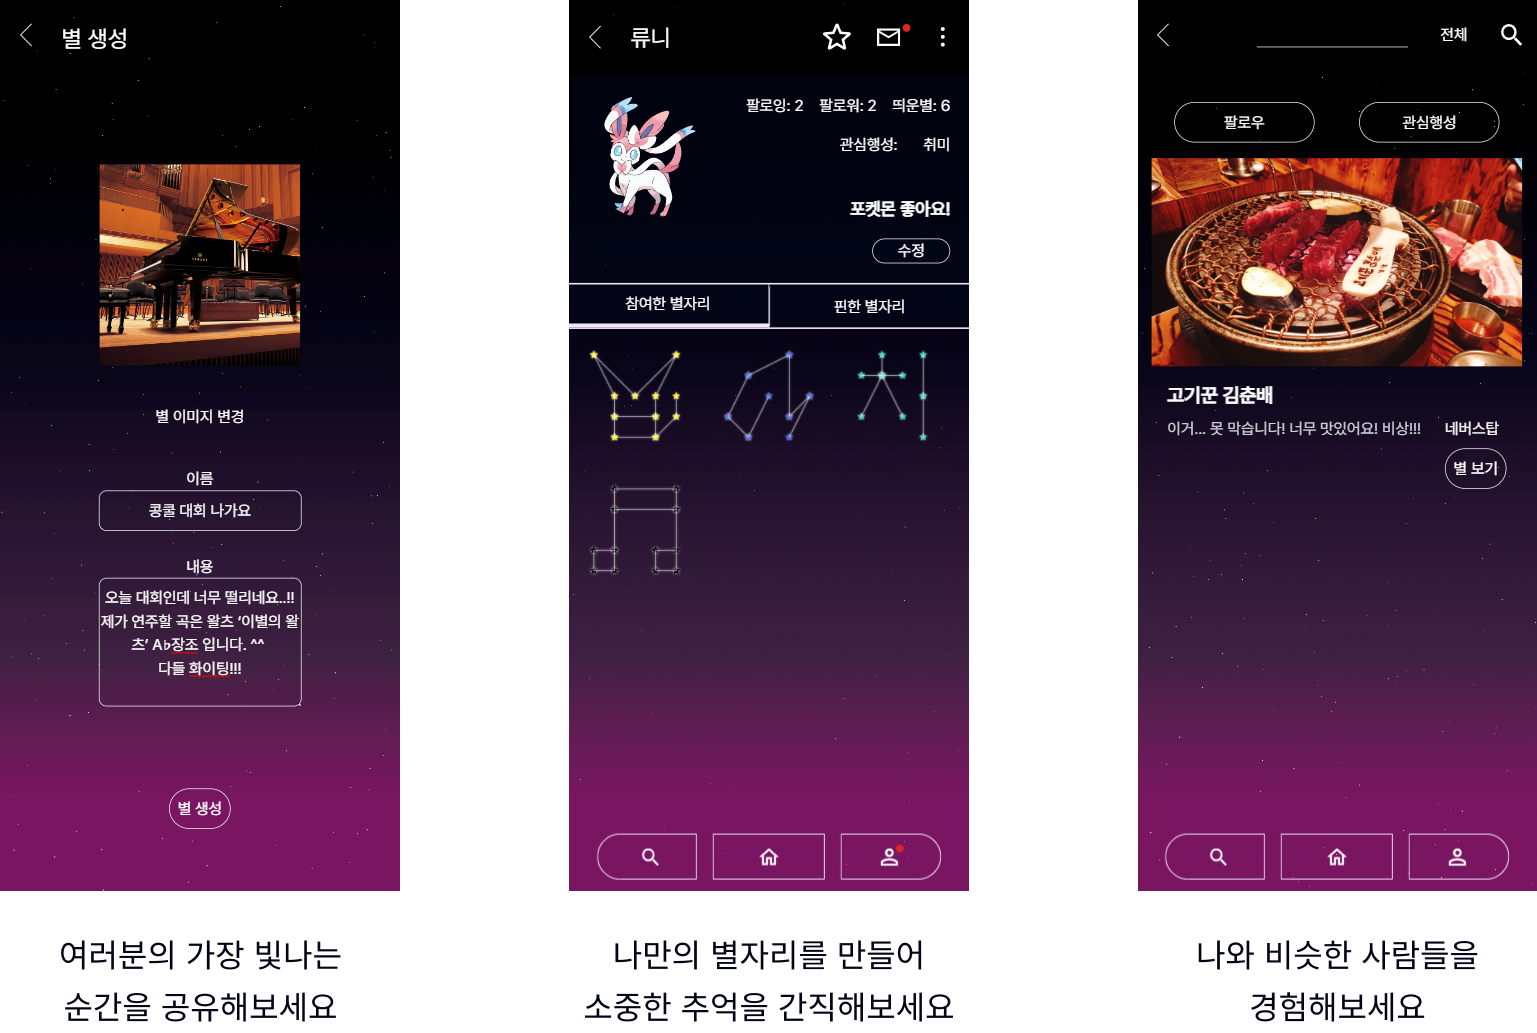 별 생성
별 이미지 변경
이름
콩쿨 대회 나가요
내용
오늘 대회인데 너무 떨리네요..!!
제가 연주할 곡은 왈츠 ‘이별의 왈
츠’ A♭장조 입니다. ^^
다들 화이팅!!!
별 생성
여러분의 가장 빛나는
순간을 공유해보세요
류니
팔로잉: 2 팔로워: 2 띄운별: 6
관심행성: 취미
포켓몬 좋아요!
수정
참여한 별자리 핀한 별자리
나만의 별자리를 만들어
소중한 추억을 간직해보세요
전체
팔로우 관심행성
고기꾼 김춘배
이거... 못 막습니다! 너무 맛있어요! 비상!!! 네버스탑
별 보기
나와 비슷한 사람들을
경험해보세요